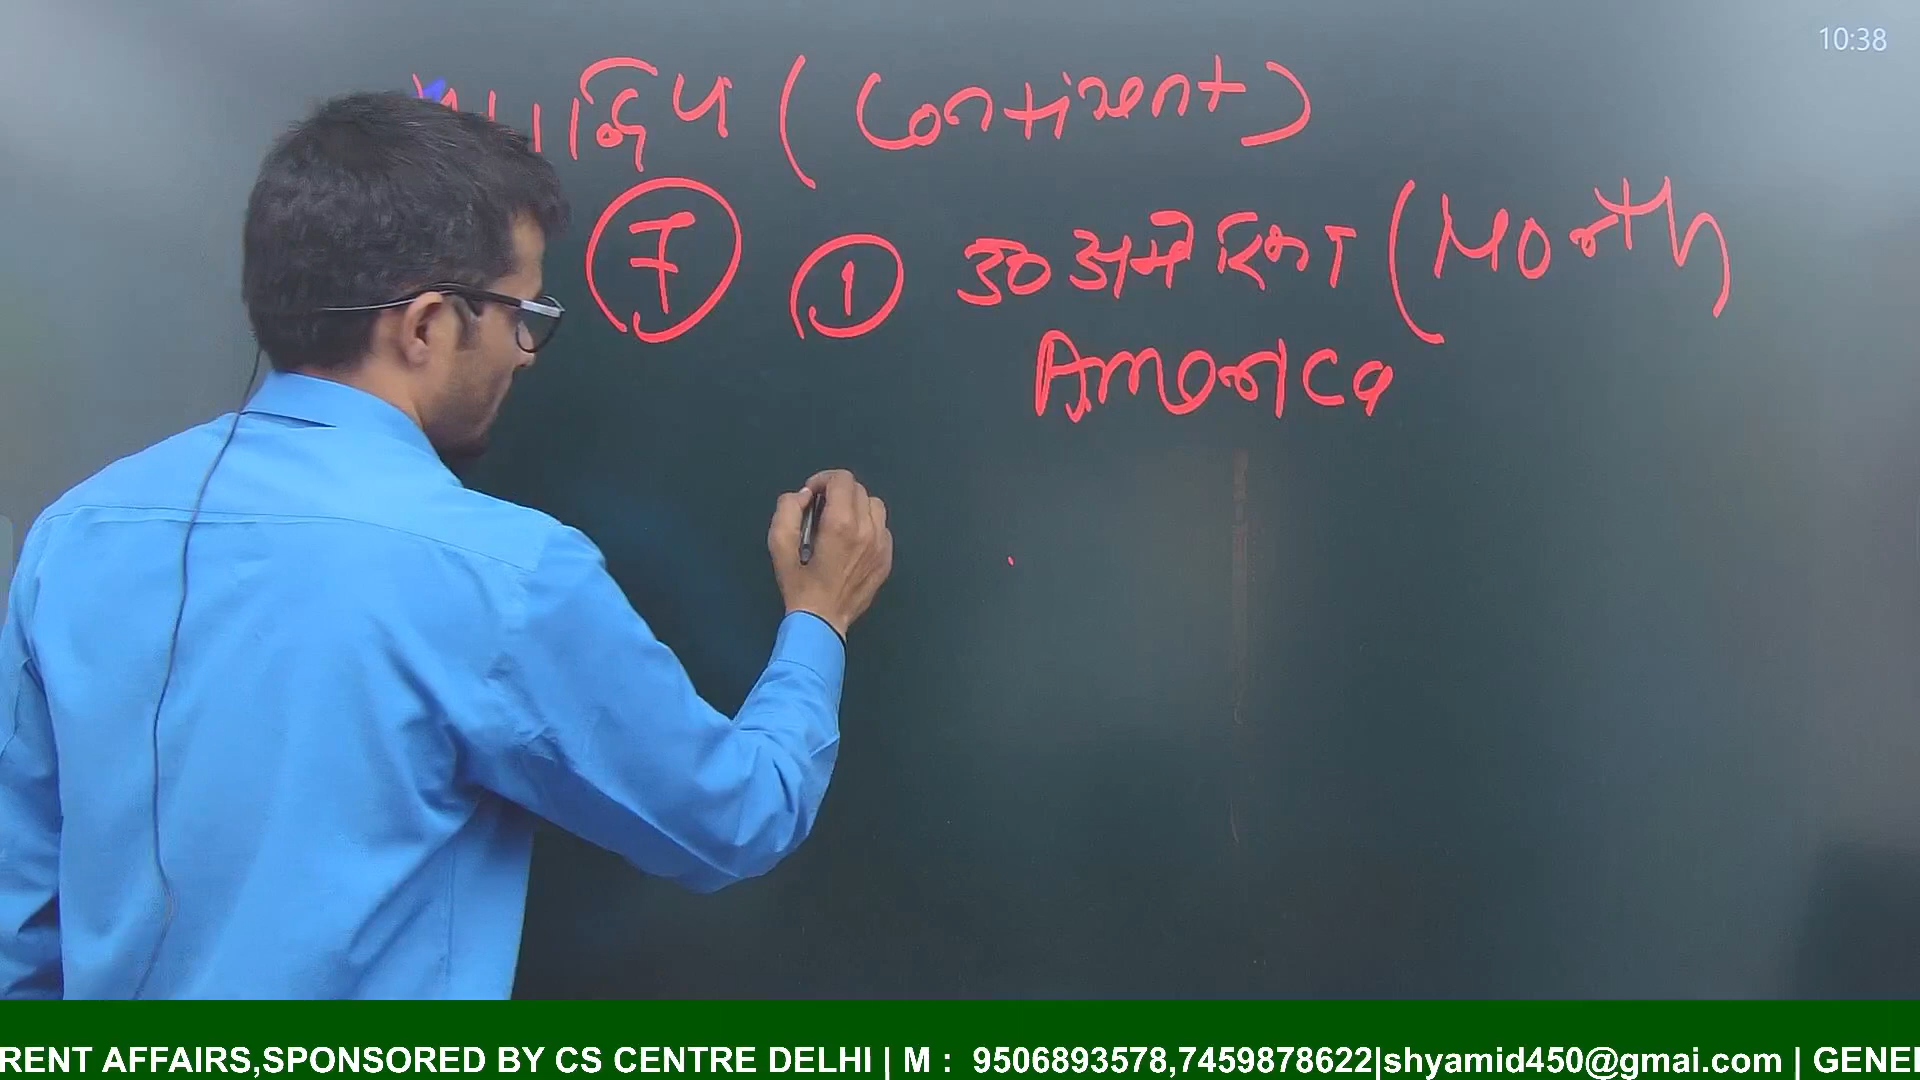 10:38
द्विप (Continent)
7 ① उ० अमेरिका (North
America
RENT AFFAIRS,SPONSORED BY CS CENTRE DELHI | M : 9506893578,7459878622|shyamid450@gmai.com | GENE